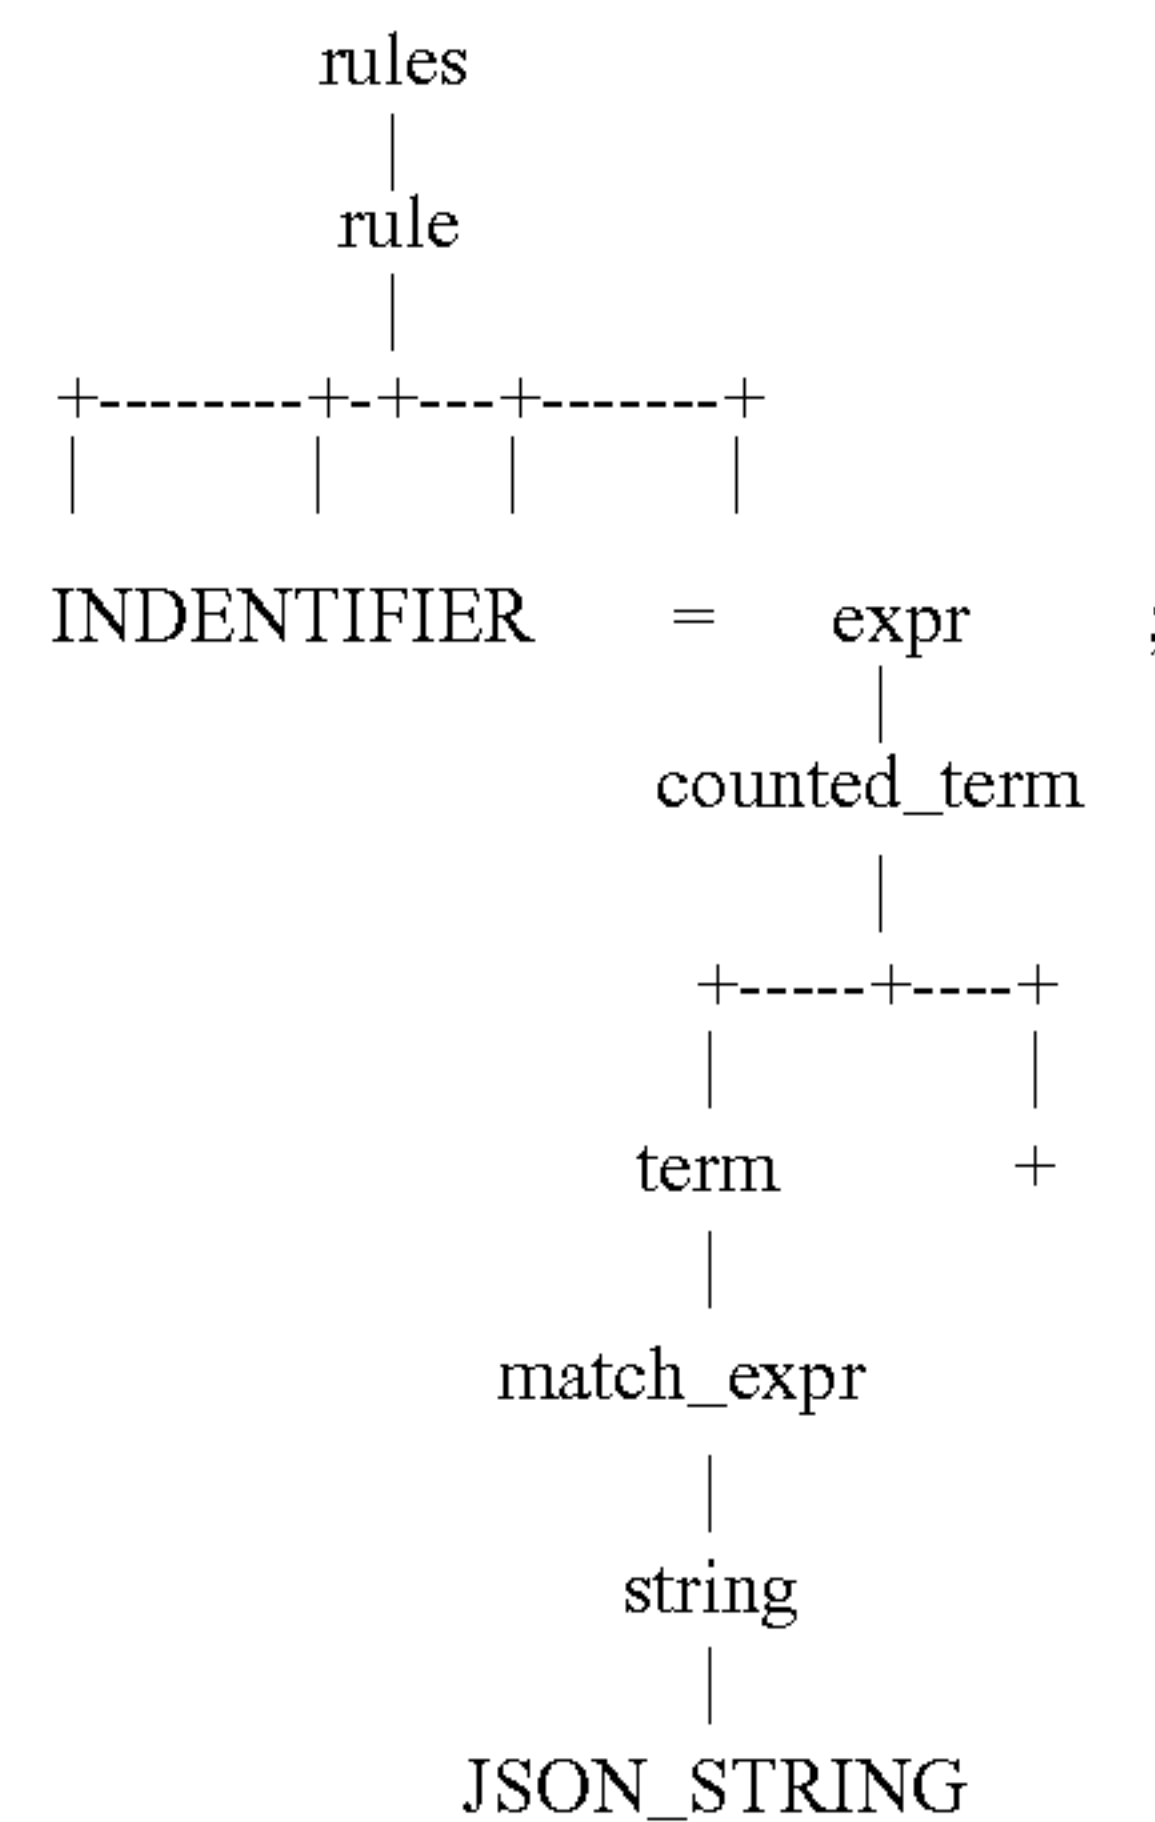 rules
|
rule
|
+---------+-+---+-------+
| | | |
INDENTIFIER = expr ;
|
counted_term
|
+-----+----+
| |
term +
|
match_expr
|
string
|
JSON_STRING